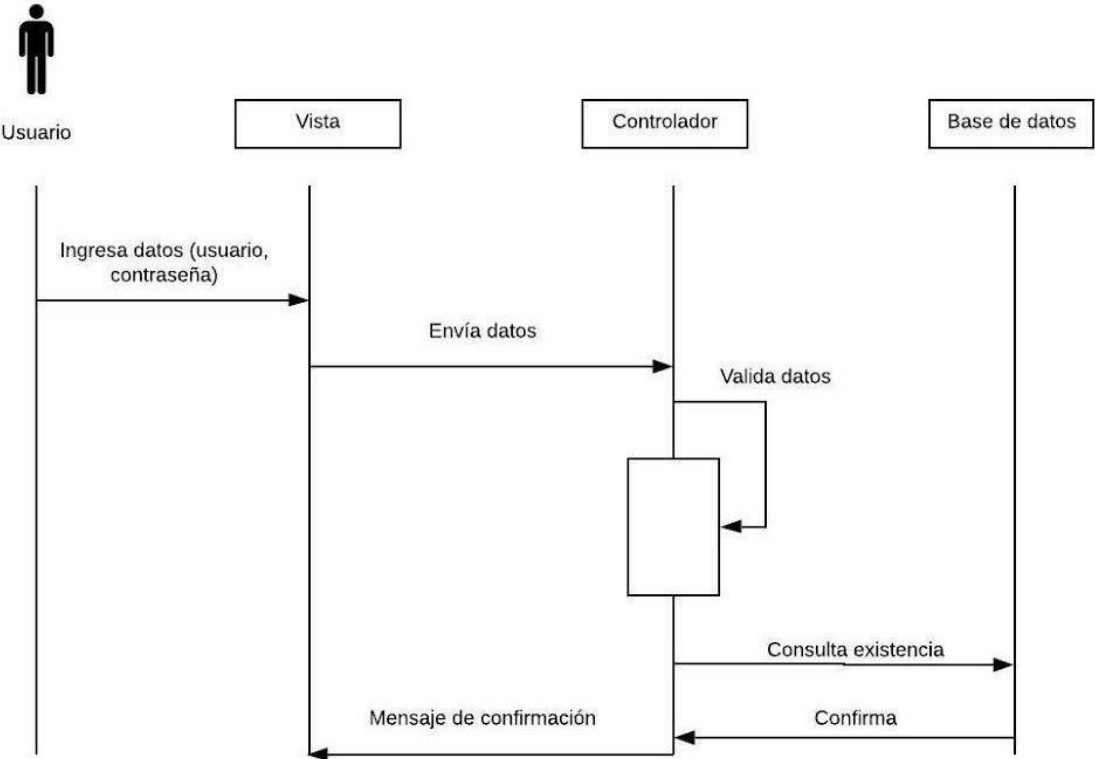 Usuario
Vista
Controlador
Base de datos
Ingresa datos (usuario,
contraseña)
Envía datos
Valida datos
Consulta existencia
Mensaje de confirmación
Confirma